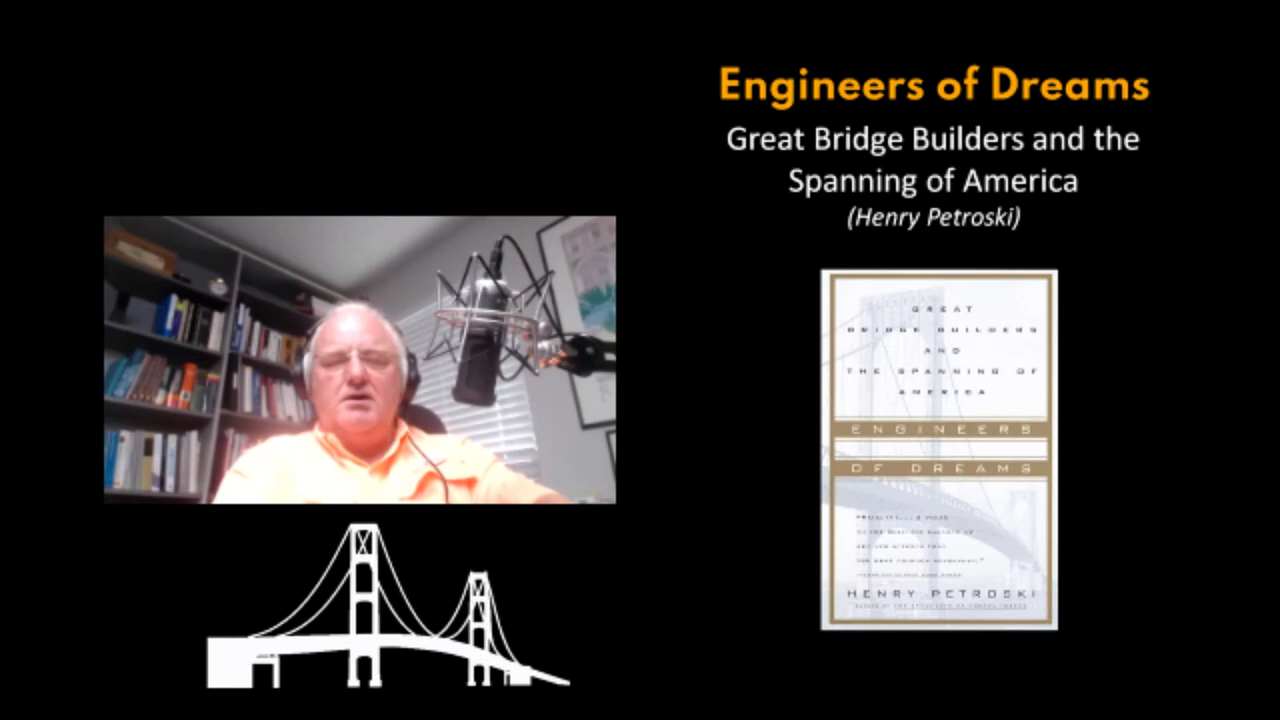 Engineers of Dreams
Great Bridge Builders and the
Spanning of America
(Henry Petroski)
GREAT
BRIDGE BUILDERS
AND
THE SPANNING OF
AMERICA
ENGINEERS
OF DREAMS
HENRY PETROSKI